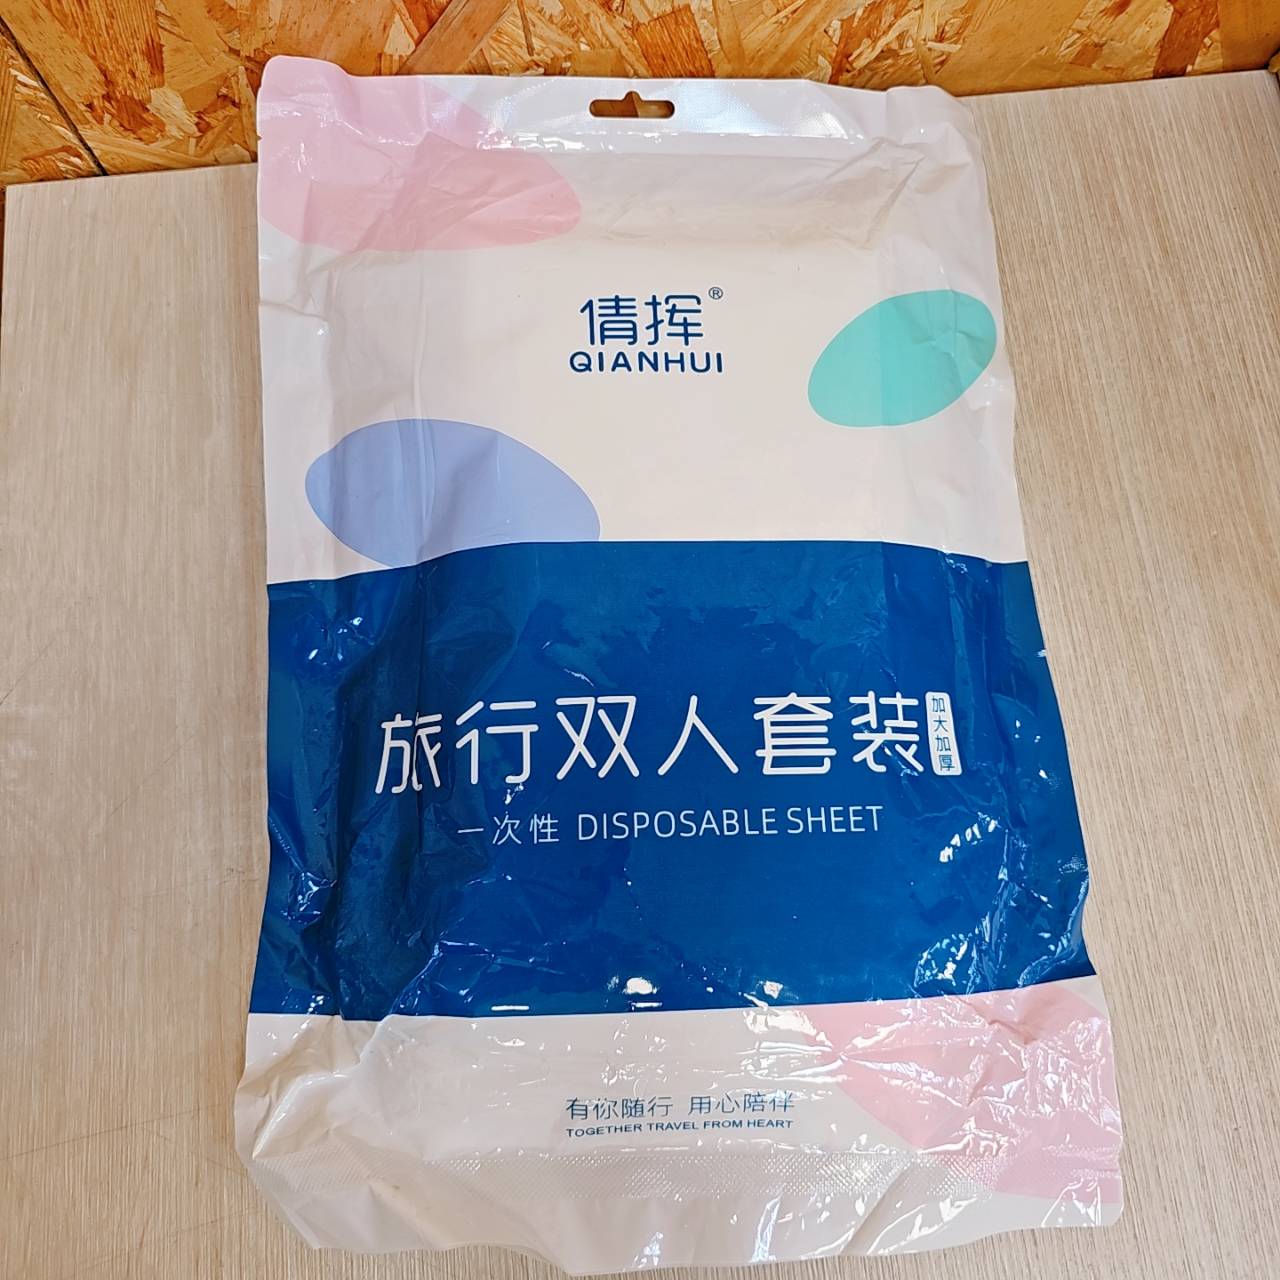 倩挥®
QIANHUI
旅行双人套装
加大加厚
一次性 DISPOSABLE SHEET
有你随行 用心陪伴
TOGETHER TRAVEL FROM HEART